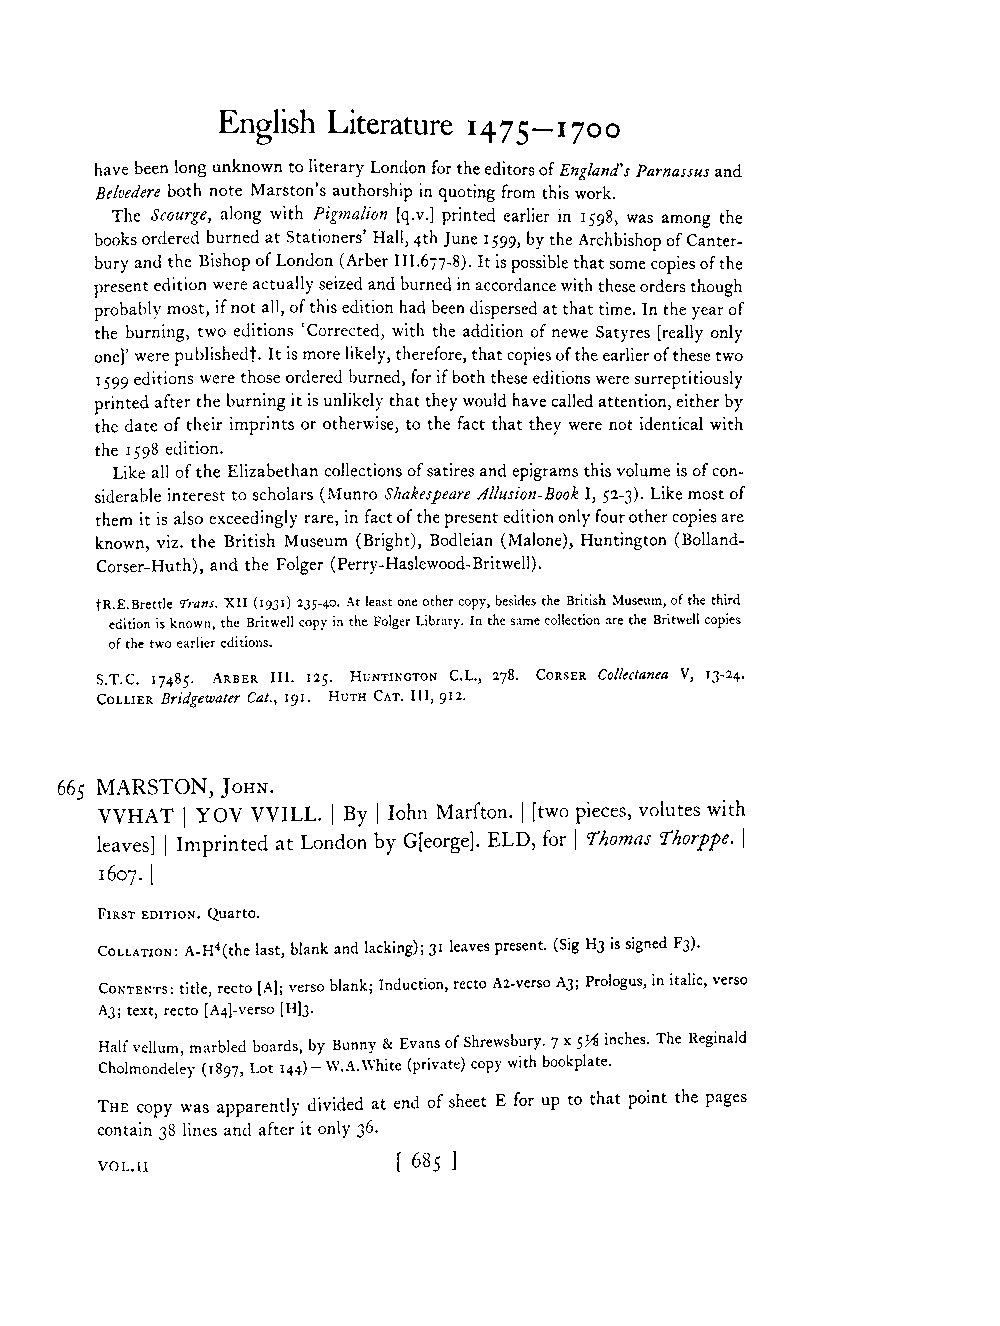 English Literature 1475–1700
have been long unknown to literary London for the editors of England's Parnassus and
Belvedere both note Marston's authorship in quoting from this work.
The Scourge, along with Pigmalion [q.v.] printed earlier in 1598, was among the
books ordered burned at Stationers' Hall, 4th June 1599, by the Archbishop of Canter-
bury and the Bishop of London (Arber III.677-8). It is possible that some copies of the
present edition were actually seized and burned in accordance with these orders though
probably most, if not all, of this edition had been dispersed at that time. In the year of
the burning, two editions 'Corrected, with the addition of newe Satyres [really only
one]' were published†. It is more likely, therefore, that copies of the earlier of these two
1599 editions were those ordered burned, for if both these editions were surreptitiously
printed after the burning it is unlikely that they would have called attention, either by
the date of their imprints or otherwise, to the fact that they were not identical with
the 1598 edition.
Like all of the Elizabethan collections of satires and epigrams this volume is of con-
siderable interest to scholars (Munro Shakespeare Allusion-Book I, 52-3). Like most of
them it is also exceedingly rare, in fact of the present edition only four other copies are
known, viz. the British Museum (Bright), Bodleian (Malone), Huntington (Bolland-
Corser-Huth), and the Folger (Perry-Haslewood-Britwell).
†R.E.Brettle Trans. XII (1931) 235-40. At least one other copy, besides the British Museum, of the third
edition is known, the Britwell copy in the Folger Library. In the same collection are the Britwell copies
of the two earlier editions.
S.T.C. 17485. ARBER III. 125. HUNTINGTON C.L., 278. CORSER Collectanea V, 13-24.
COLLIER Bridgewater Cat., 191. HUTH CAT. III, 912.
665 MARSTON, JOHN.
VVHAT | YOV VVILL. | By | Iohn Marſton. | [two pieces, volutes with
leaves] | Imprinted at London by G[eorge]. ELD, for | Thomas Thorppe. |
1607. |
FIRST EDITION. Quarto.
COLLATION: A-H⁴(the last, blank and lacking); 31 leaves present. (Sig H3 is signed F3).
CONTENTS: title, recto [A]; verso blank; Induction, recto A2-verso A3; Prologus, in italic, verso
A3; text, recto [A4]-verso [H]3.
Half vellum, marbled boards, by Bunny & Evans of Shrewsbury. 7 x 5⅛ inches. The Reginald
Cholmondeley (1897, Lot 144)—W.A.White (private) copy with bookplate.
THE copy was apparently divided at end of sheet E for up to that point the pages
contain 38 lines and after it only 36.
VOL.II [ 685 ]